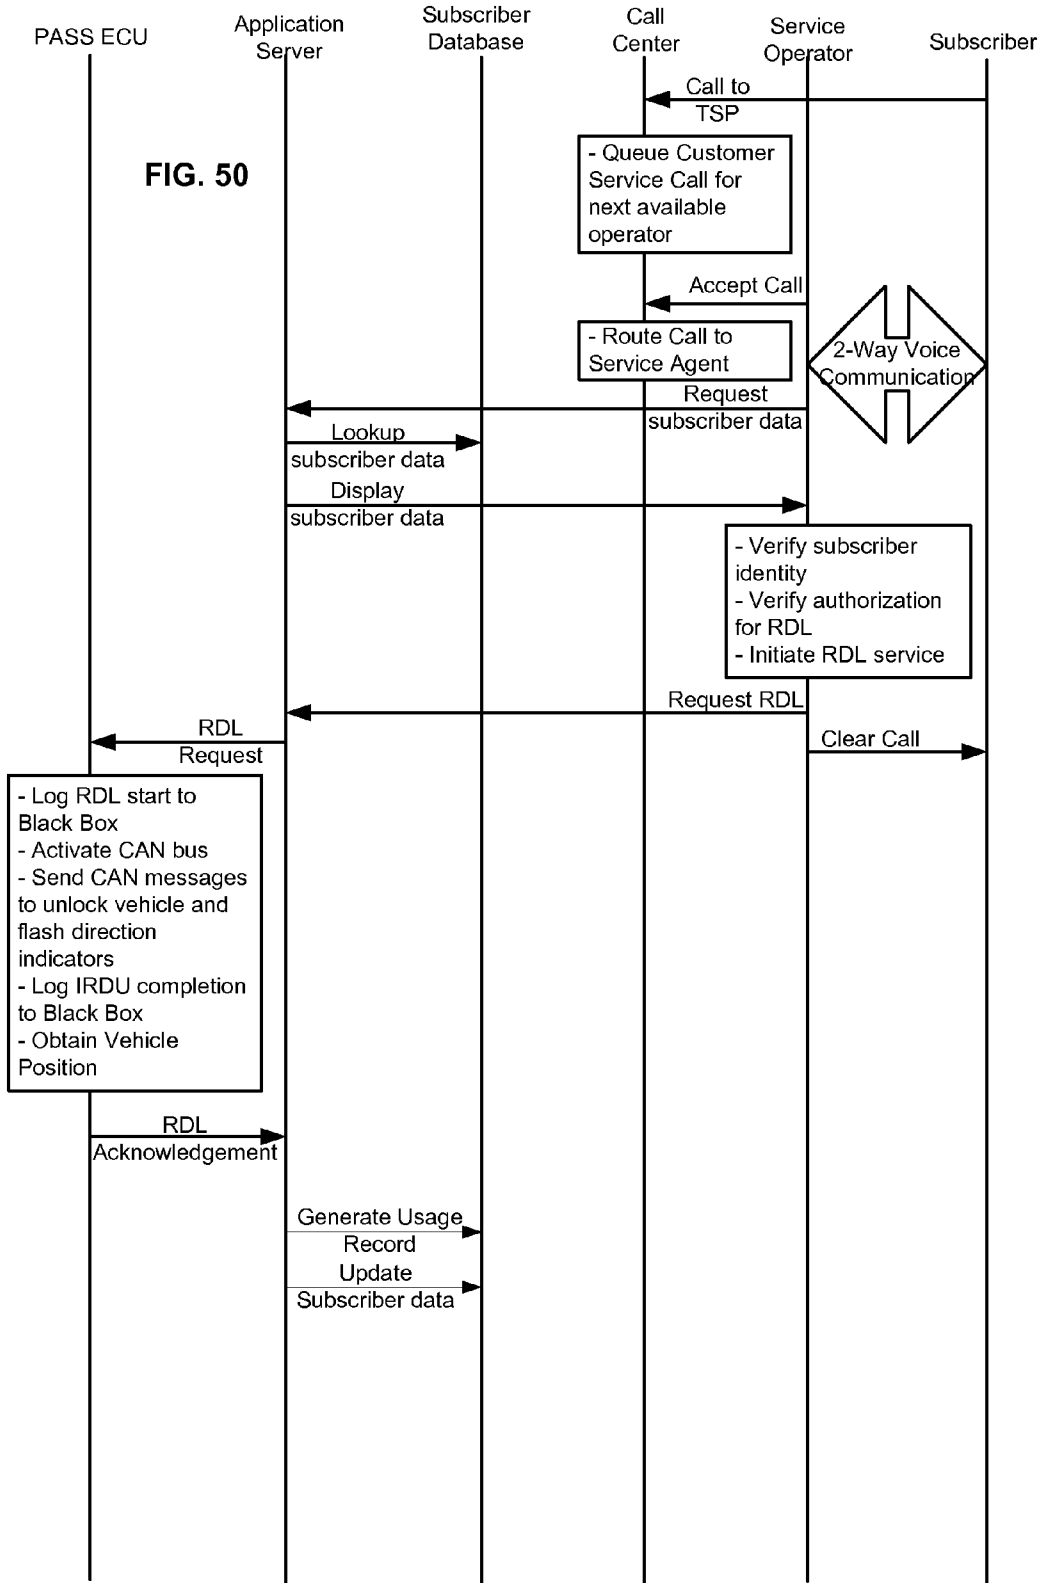 PASS ECU
Application
Server
Subscriber
Database
Call
Center
Service
Operator
Subscriber
Call to
TSP
FIG. 50
- Queue Customer
Service Call for
next available
operator
Accept Call
- Route Call to
Service Agent
2-Way Voice
Communication
Request
subscriber data
Lookup
subscriber data
Display
subscriber data
- Verify subscriber
identity
- Verify authorization
for RDL
- Initiate RDL service
Request RDL
RDL
Request
Clear Call
- Log RDL start to
Black Box
- Activate CAN bus
- Send CAN messages
to unlock vehicle and
flash direction
indicators
- Log IRDU completion
to Black Box
- Obtain Vehicle
Position
RDL
Acknowledgement
Generate Usage
Record
Update
Subscriber data